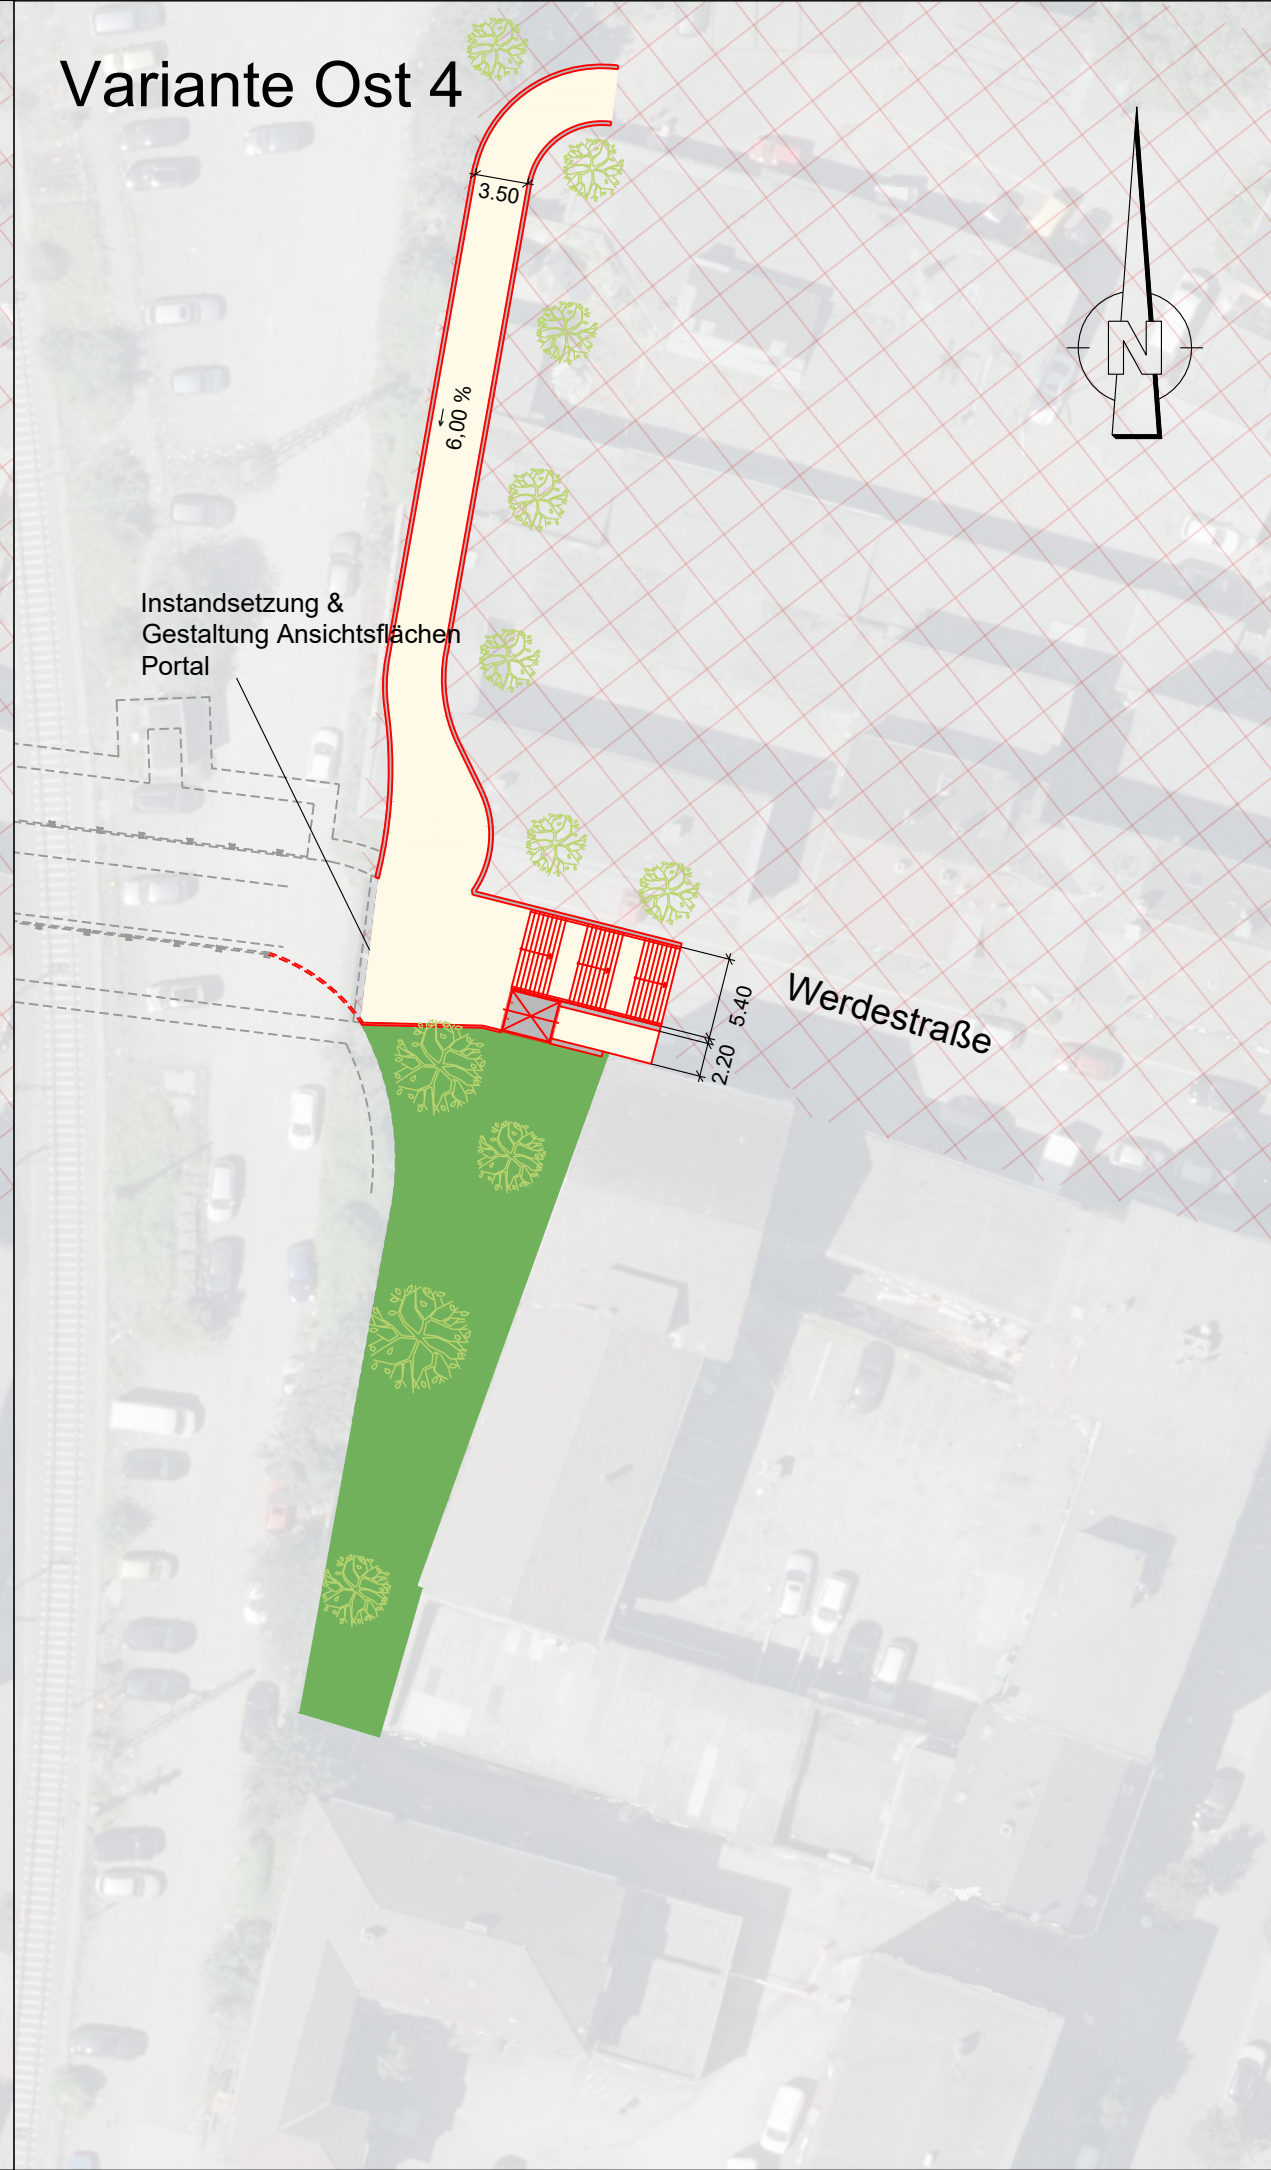 Variante Ost 4
3.50
N
6,00 %
Instandsetzung &
Gestaltung Ansichtsflächen
Portal
Werdestraße
5.40
2.20